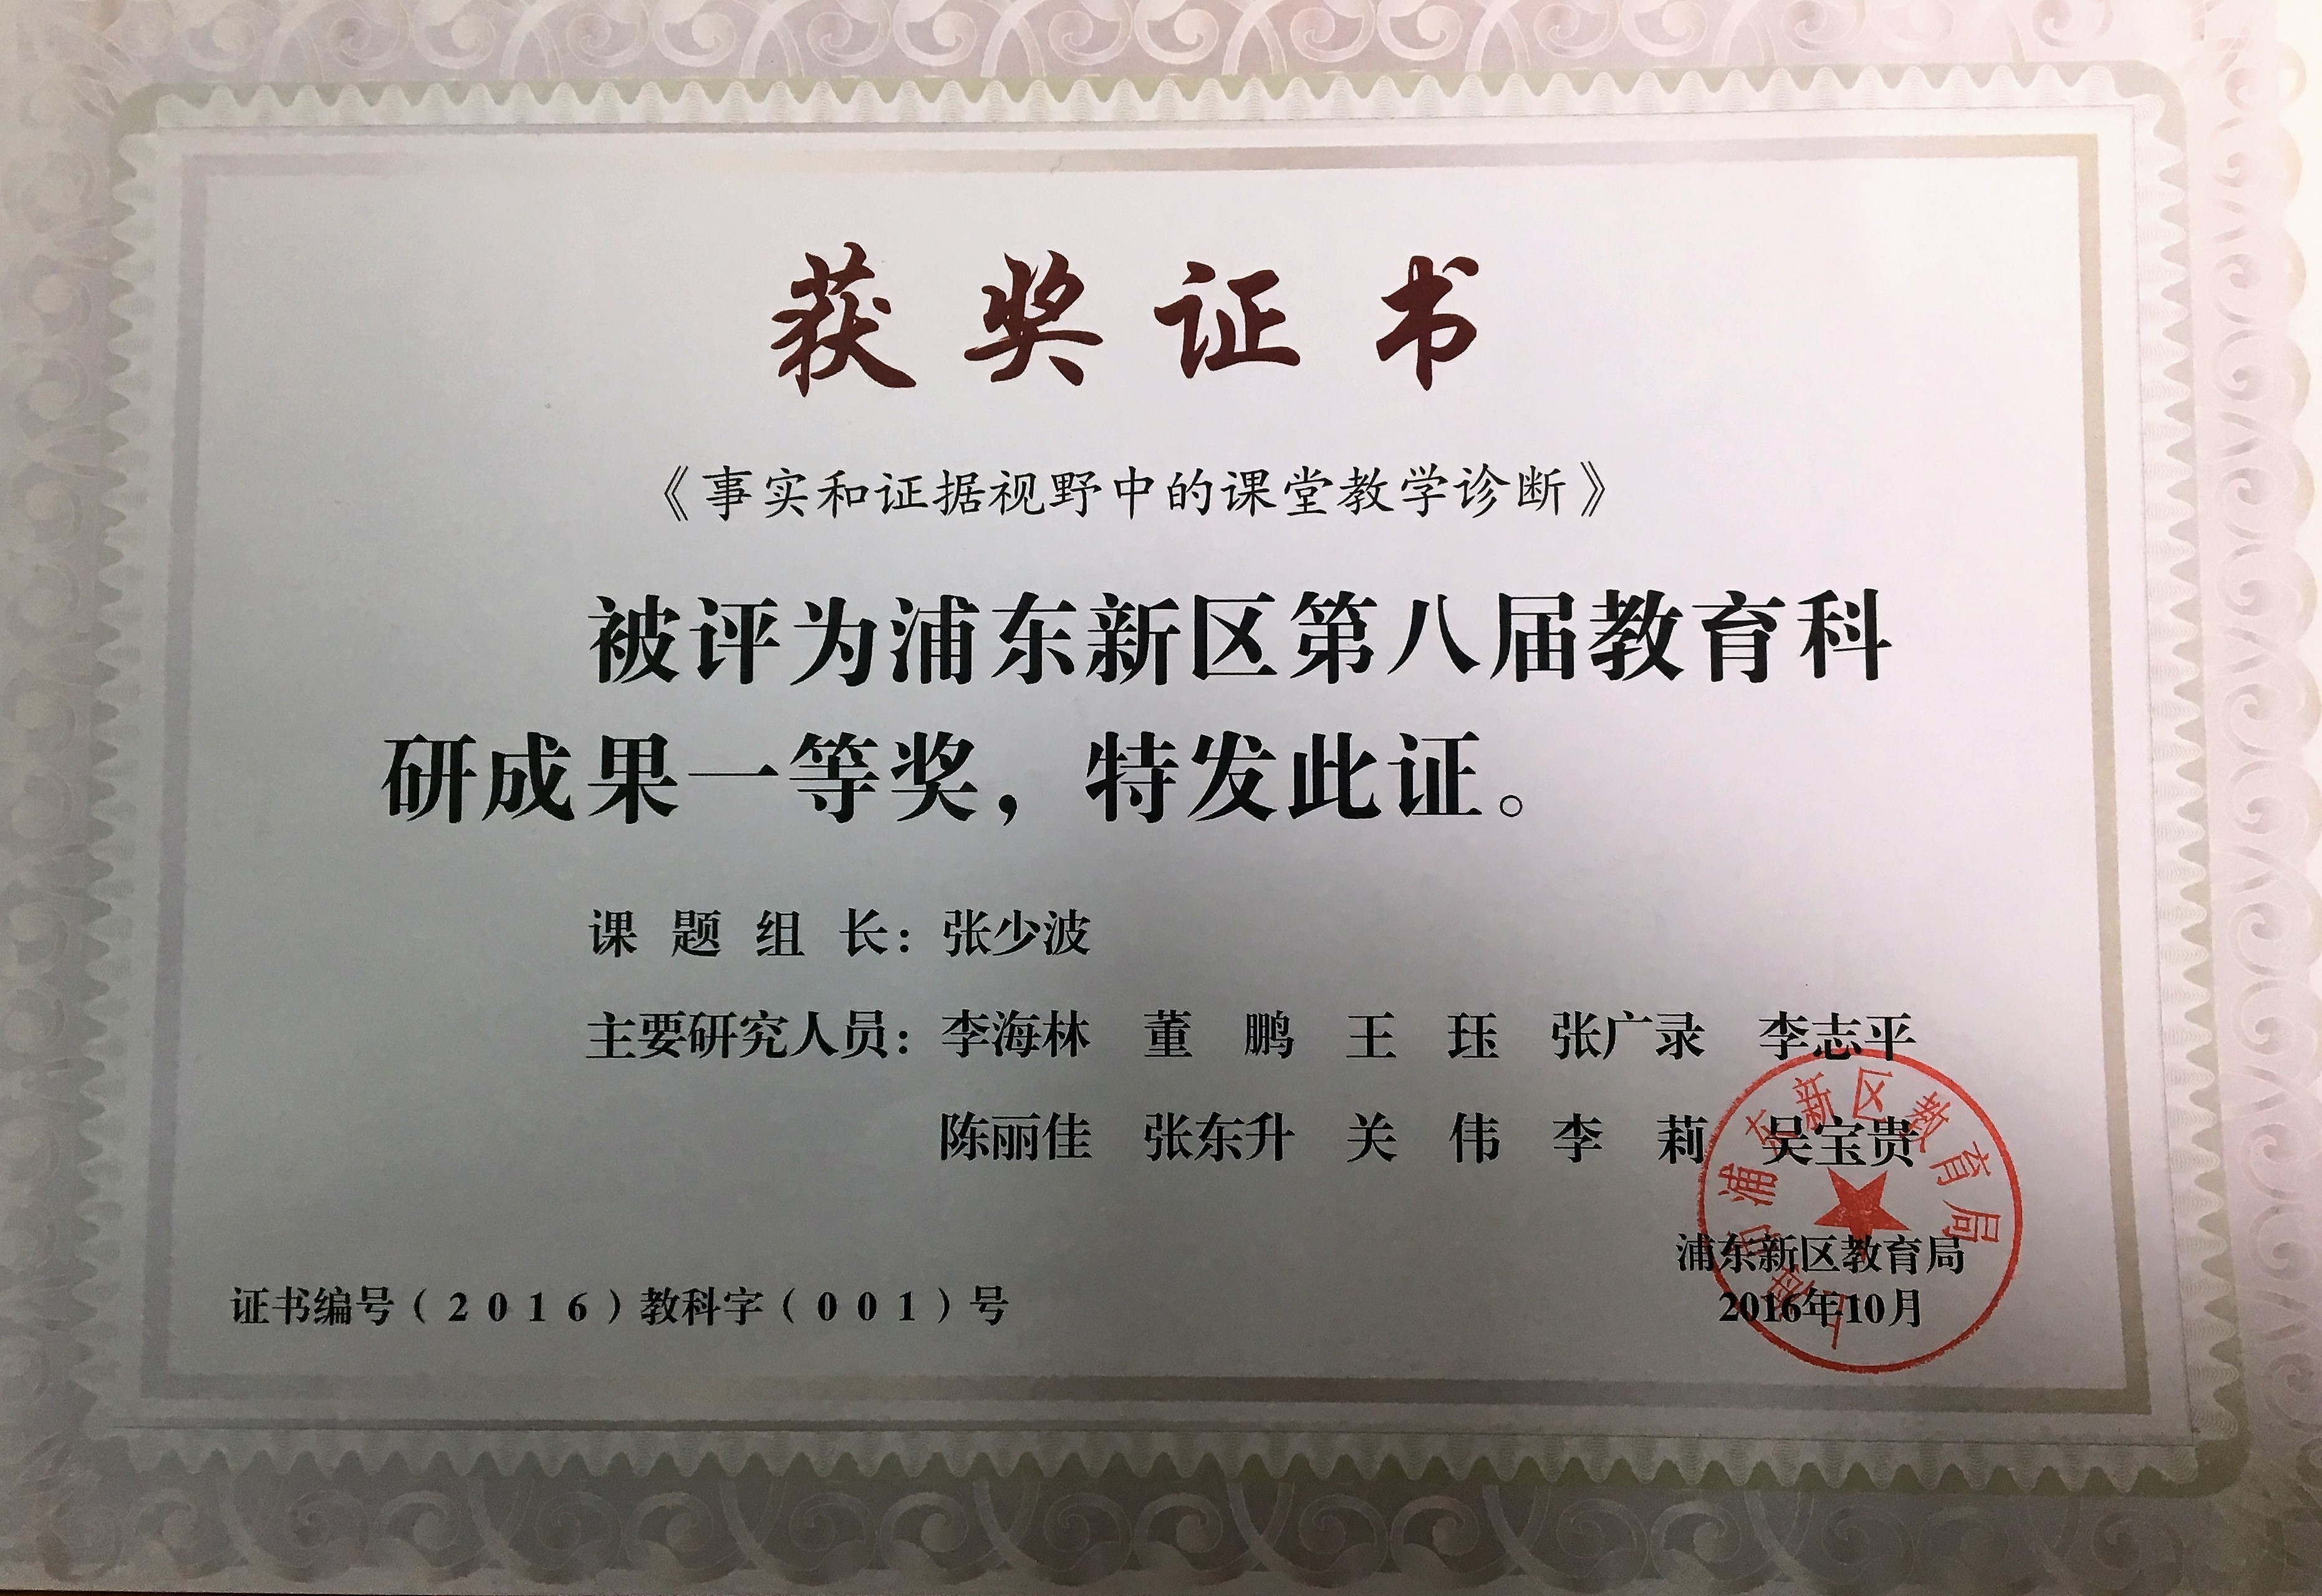 获奖证书
《事实和证据视野中的课堂教学诊断》
被评为浦东新区第八届教育科
研成果一等奖，特发此证。
课题组长：张少波
主要研究人员：李海林 董鹏 王珏 张广录 李志平
陈丽佳 张东升 关伟 李莉 吴宝贵
上海市浦东新区教育局
浦东新区教育局
2016年10月
证书编号（2016）教科字（001）号